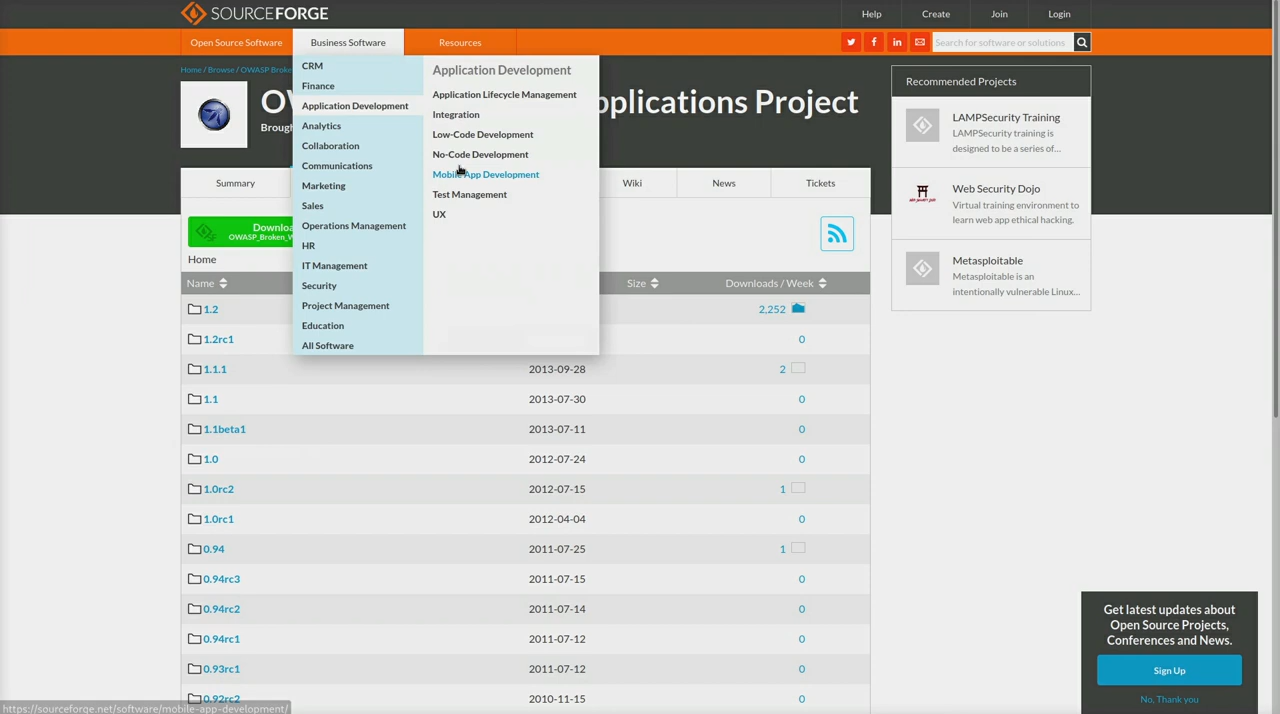 SOURCEFORGE
Help
Create
Join
Login
Open Source Software
Business Software
Resources
Search for software or solutions
Home / Browse / OWASP Broke
OW
pplications Project
Broug
CRM
Finance
Application Development
Analytics
Collaboration
Communications
Marketing
Sales
Operations Management
HR
IT Management
Security
Project Management
Education
All Software
Application Development
Application Lifecycle Management
Integration
Low-Code Development
No-Code Development
Mobile App Development
Test Management
UX
Summary
Wiki
News
Tickets
Downloa
OWASP_Broken_W
Home
Name
Size
Downloads / Week
1.2
2,252
1.2rc1
0
1.1.1
2013-09-28
2
1.1
2013-07-30
0
1.1beta1
2013-07-11
0
1.0
2012-07-24
0
1.0rc2
2012-07-15
1
1.0rc1
2012-04-04
0
0.94
2011-07-25
1
0.94rc3
2011-07-15
0
0.94rc2
2011-07-14
0
0.94rc1
2011-07-12
0
0.93rc1
2011-07-12
0
0.92rc2
2010-11-15
0
Recommended Projects
LAMPSecurity Training
LAMPSecurity training is
designed to be a series of...
Web Security Dojo
Virtual training environment to
learn web app ethical hacking.
Metasploitable
Metasploitable is an
intentionally vulnerable Linux...
Get latest updates about
Open Source Projects,
Conferences and News.
Sign Up
No, Thank you
https://sourceforge.net/software/mobile-app-development/